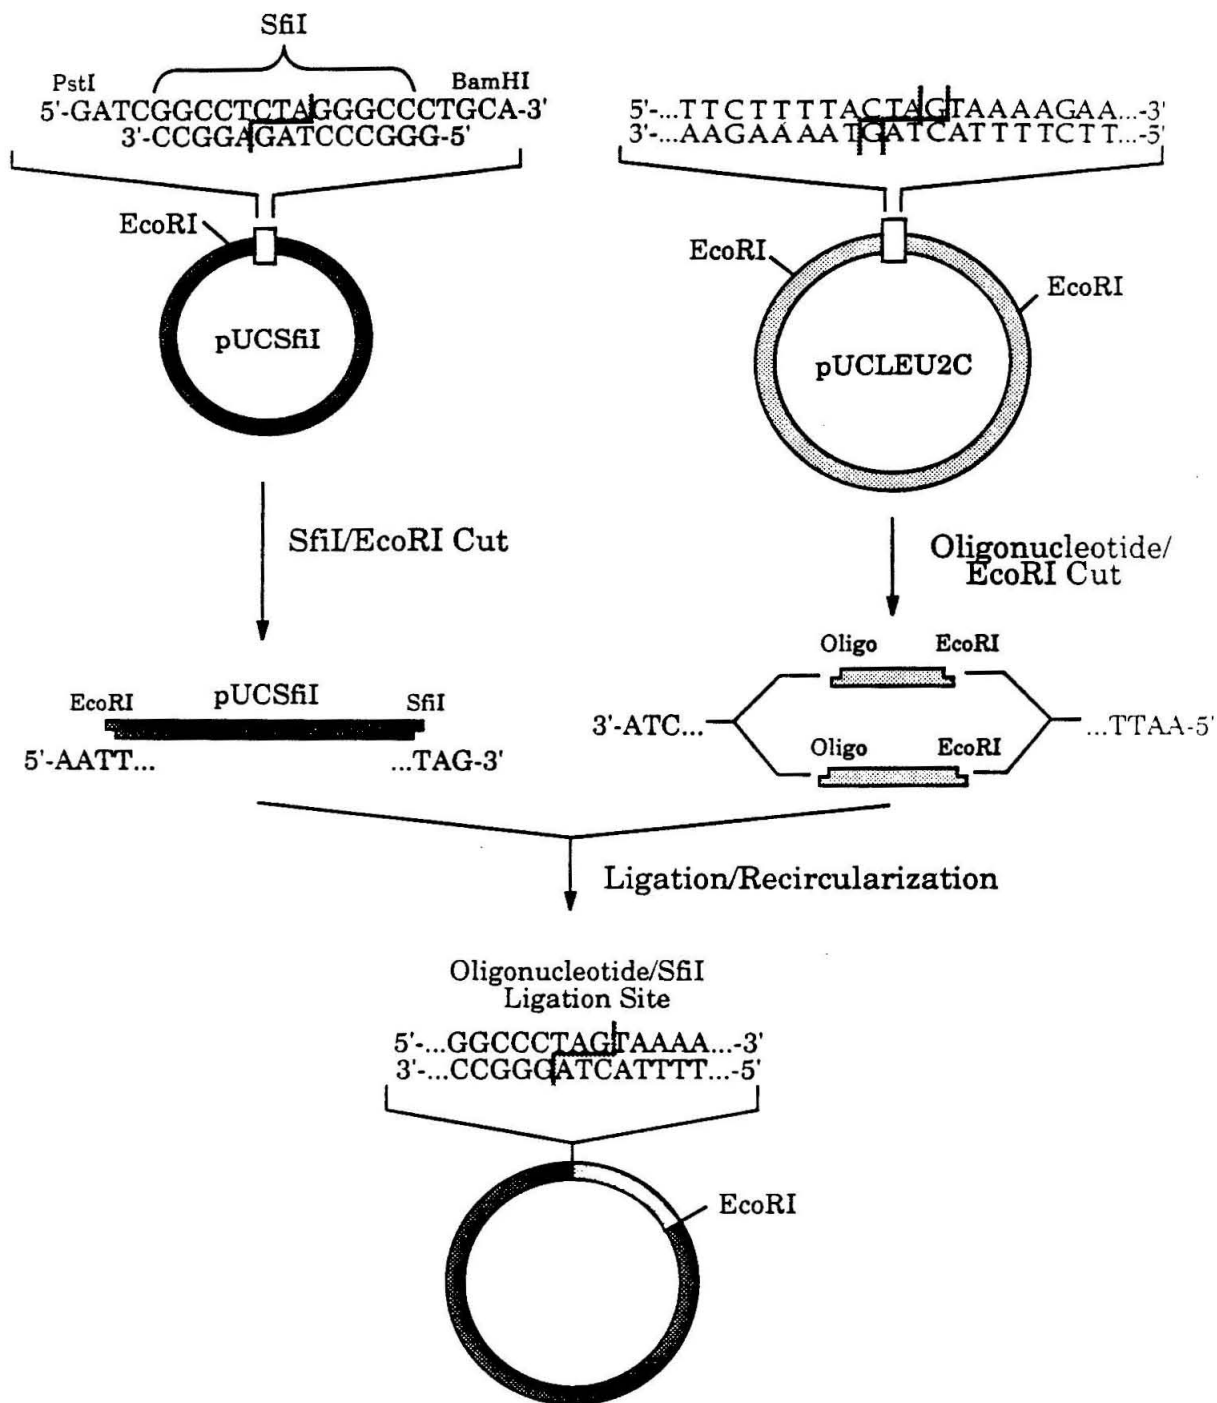 SfiI
PstI
BamHI
5'-GATCGGCCTCTAGGGCCCTGCA-3'
3'-CCGGAGATCCCGGG-5'
EcoRI
pUCSfiI
5'-...TTCTTTTACTAGTAAAAGAA...-3'
3'-...AAGAAAATGATCATTTTCTT...-5'
EcoRI
EcoRI
pUCLEU2C
SfiI/EcoRI Cut
Oligonucleotide/
EcoRI Cut
EcoRI
pUCSfiI
SfiI
5'-AATT...
...TAG-3'
Oligo
EcoRI
3'-ATC...
...TTAA-5'
Oligo
EcoRI
Ligation/Recircularization
Oligonucleotide/SfiI
Ligation Site
5'-...GGCCCTAGTAAAA...-3'
3'-...CCGGGATCATTTT...-5'
EcoRI